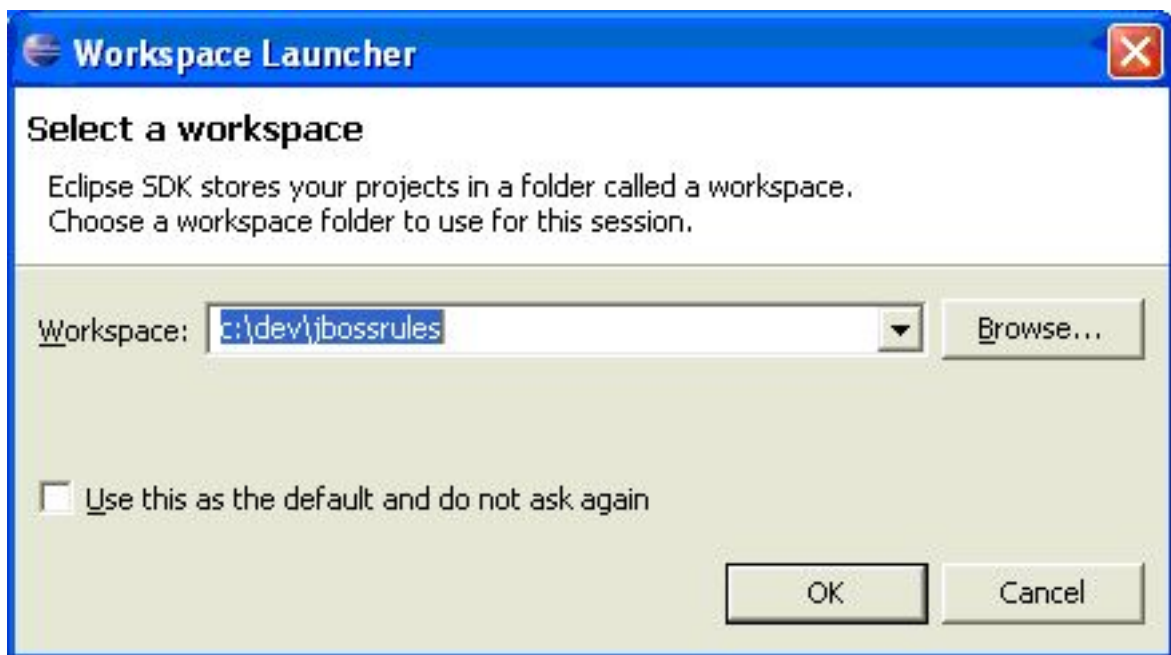 Workspace Launcher
Select a workspace
Eclipse SDK stores your projects in a folder called a workspace.
Choose a workspace folder to use for this session.
Workspace: c:\dev\jbossrules Browse...
Use this as the default and do not ask again
OK Cancel